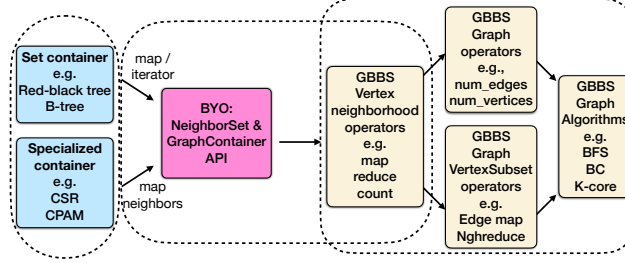 Set container
e.g.
Red-black tree
B-tree
Specialized
container
e.g.
CSR
CPAM
map /
iterator
map
neighbors
BYO:
NeighborSet &
GraphContainer
API
GBBS
Vertex
neighborhood
operators
e.g.
map
reduce
count
GBBS
Graph
operators
e.g.,
num_edges
num_vertices
GBBS
Graph
VertexSubset
operators
e.g.
Edge map
Nghreduce
GBBS
Graph
Algorithms
e.g.
BFS
BC
K-core